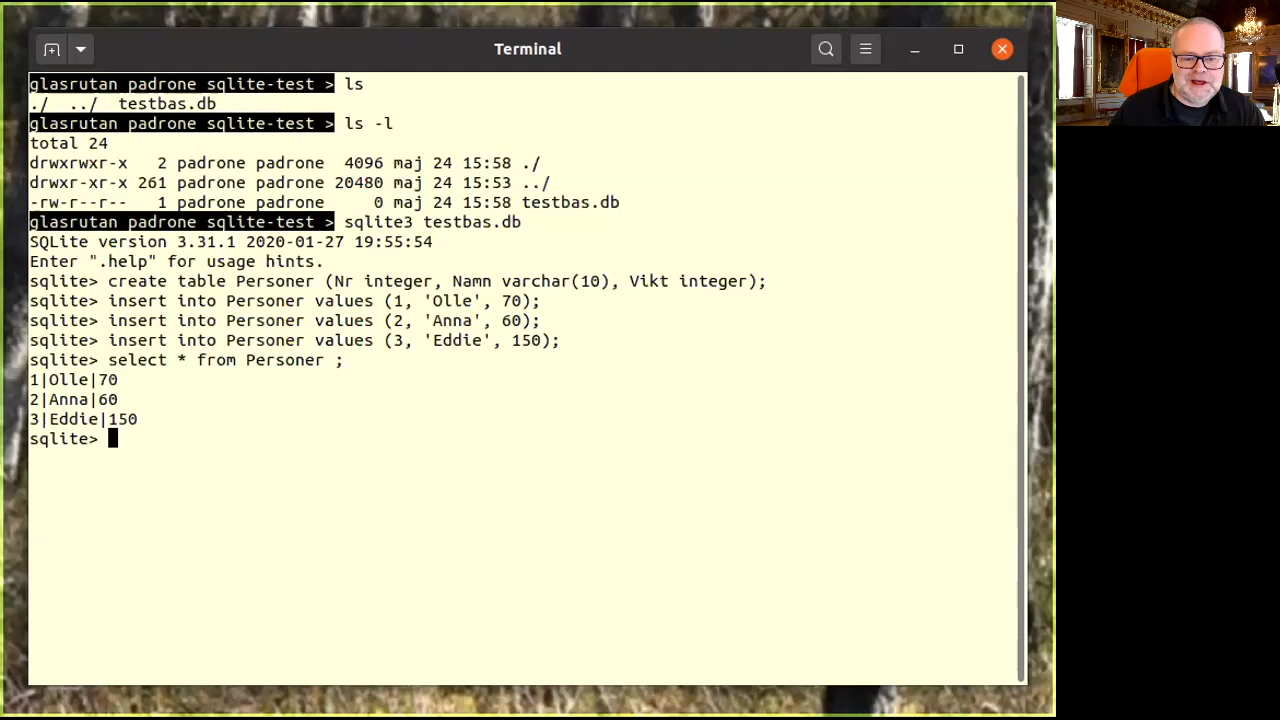 Terminal
glasrutan padrone sqlite-test > ls
./  ../  testbas.db
glasrutan padrone sqlite-test > ls -l
total 24
drwxrwxr-x   2 padrone padrone  4096 maj 24 15:58 ./
drwxr-xr-x 261 padrone padrone 20480 maj 24 15:53 ../
-rw-r--r--   1 padrone padrone     0 maj 24 15:58 testbas.db
glasrutan padrone sqlite-test > sqlite3 testbas.db
SQLite version 3.31.1 2020-01-27 19:55:54
Enter ".help" for usage hints.
sqlite> create table Personer (Nr integer, Namn varchar(10), Vikt integer);
sqlite> insert into Personer values (1, 'Olle', 70);
sqlite> insert into Personer values (2, 'Anna', 60);
sqlite> insert into Personer values (3, 'Eddie', 150);
sqlite> select * from Personer ;
1|Olle|70
2|Anna|60
3|Eddie|150
sqlite>